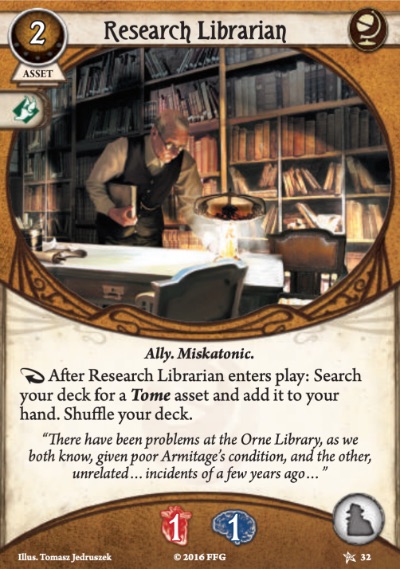 Research Librarian
2
ASSET
Ally. Miskatonic.
After Research Librarian enters play: Search
your deck for a Tome asset and add it to your
hand. Shuffle your deck.
“There have been problems at the Orne Library, as we
both know, given poor Armitage’s condition, and the other,
unrelated… incidents of a few years ago…”
1
1
Illus. Tomasz Jedruszek
© 2016 FFG
32